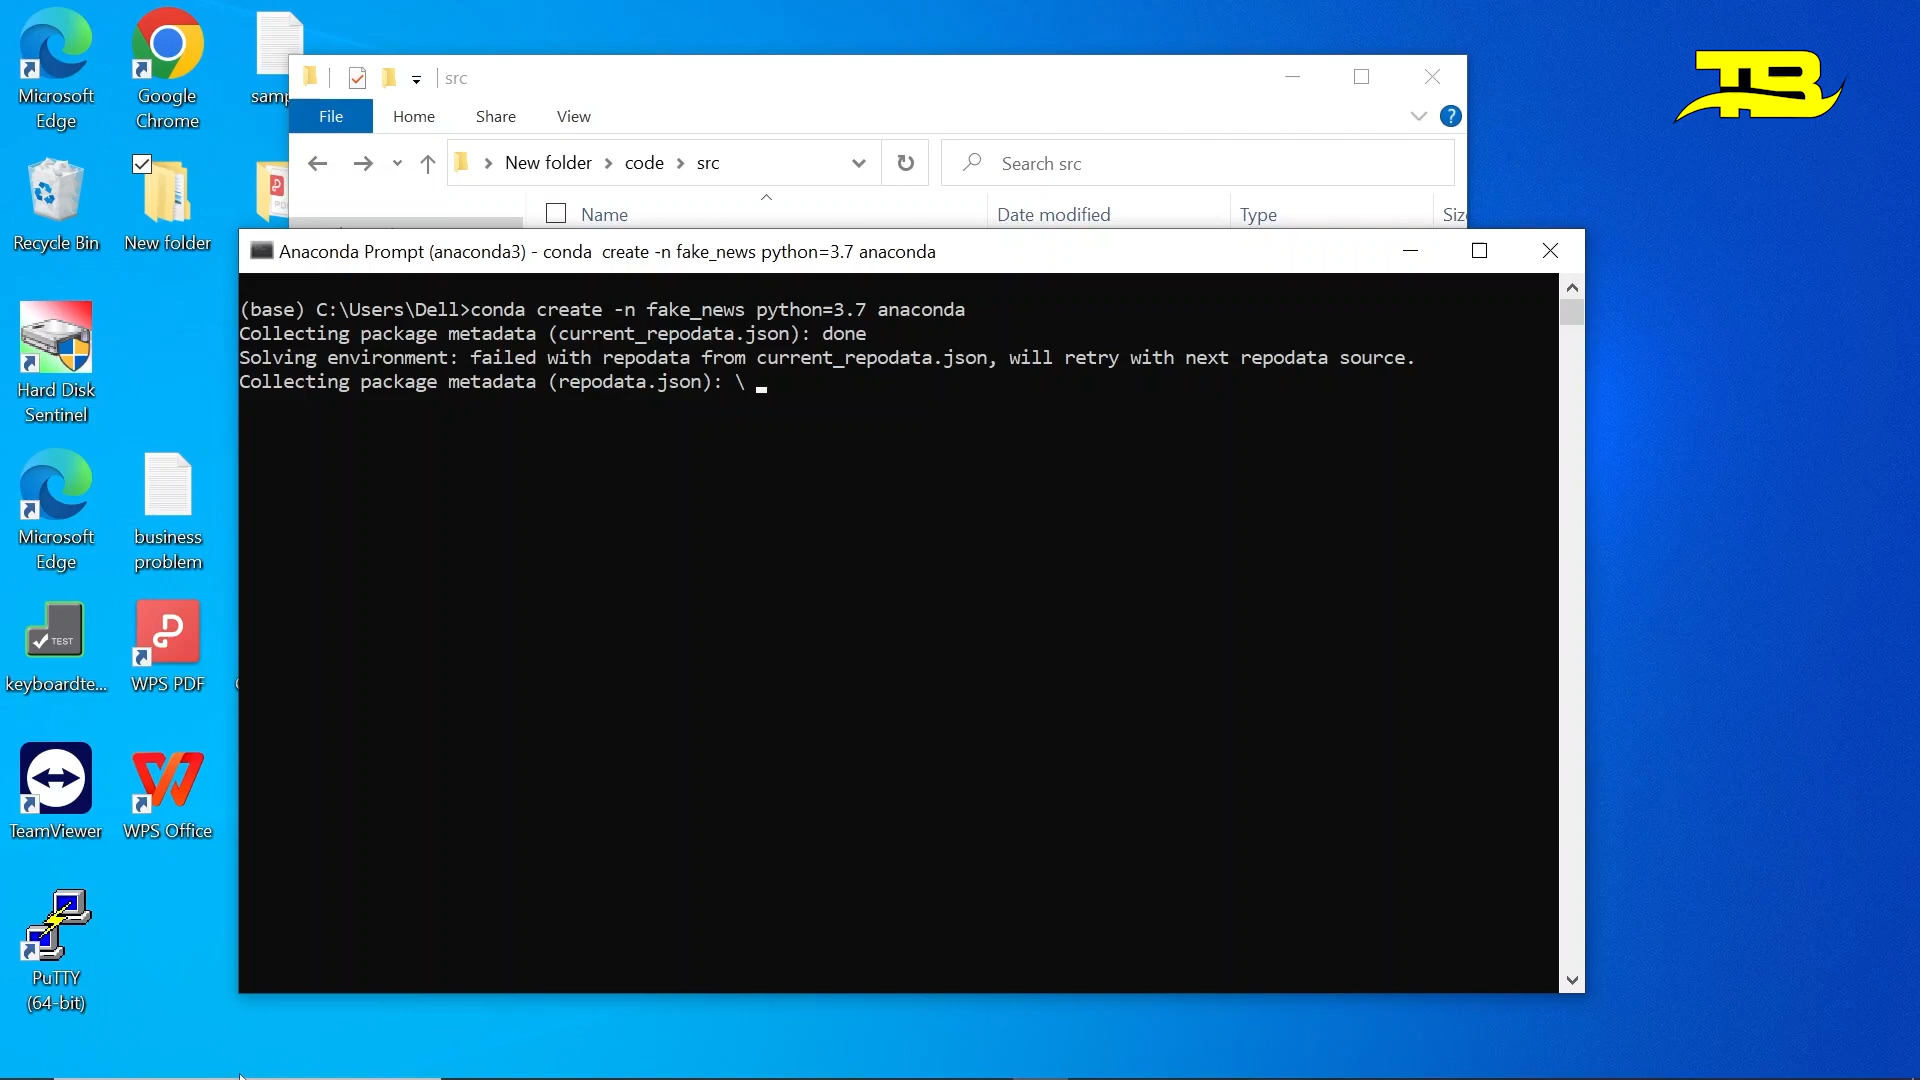 Microsoft
Edge
Google
Chrome
samp
Recycle Bin
New folder
Hard Disk
Sentinel
Microsoft
Edge
business
problem
TEST
keyboardte...
WPS PDF
TeamViewer
WPS Office
PuTTY
(64-bit)
src
File Home Share View
?
New folder > code > src
Search src
Name Date modified Type Siz
Anaconda Prompt (anaconda3) - conda  create -n fake_news python=3.7 anaconda
(base) C:\Users\Dell>conda create -n fake_news python=3.7 anaconda
Collecting package metadata (current_repodata.json): done
Solving environment: failed with repodata from current_repodata.json, will retry with next repodata source.
Collecting package metadata (repodata.json): \
TB